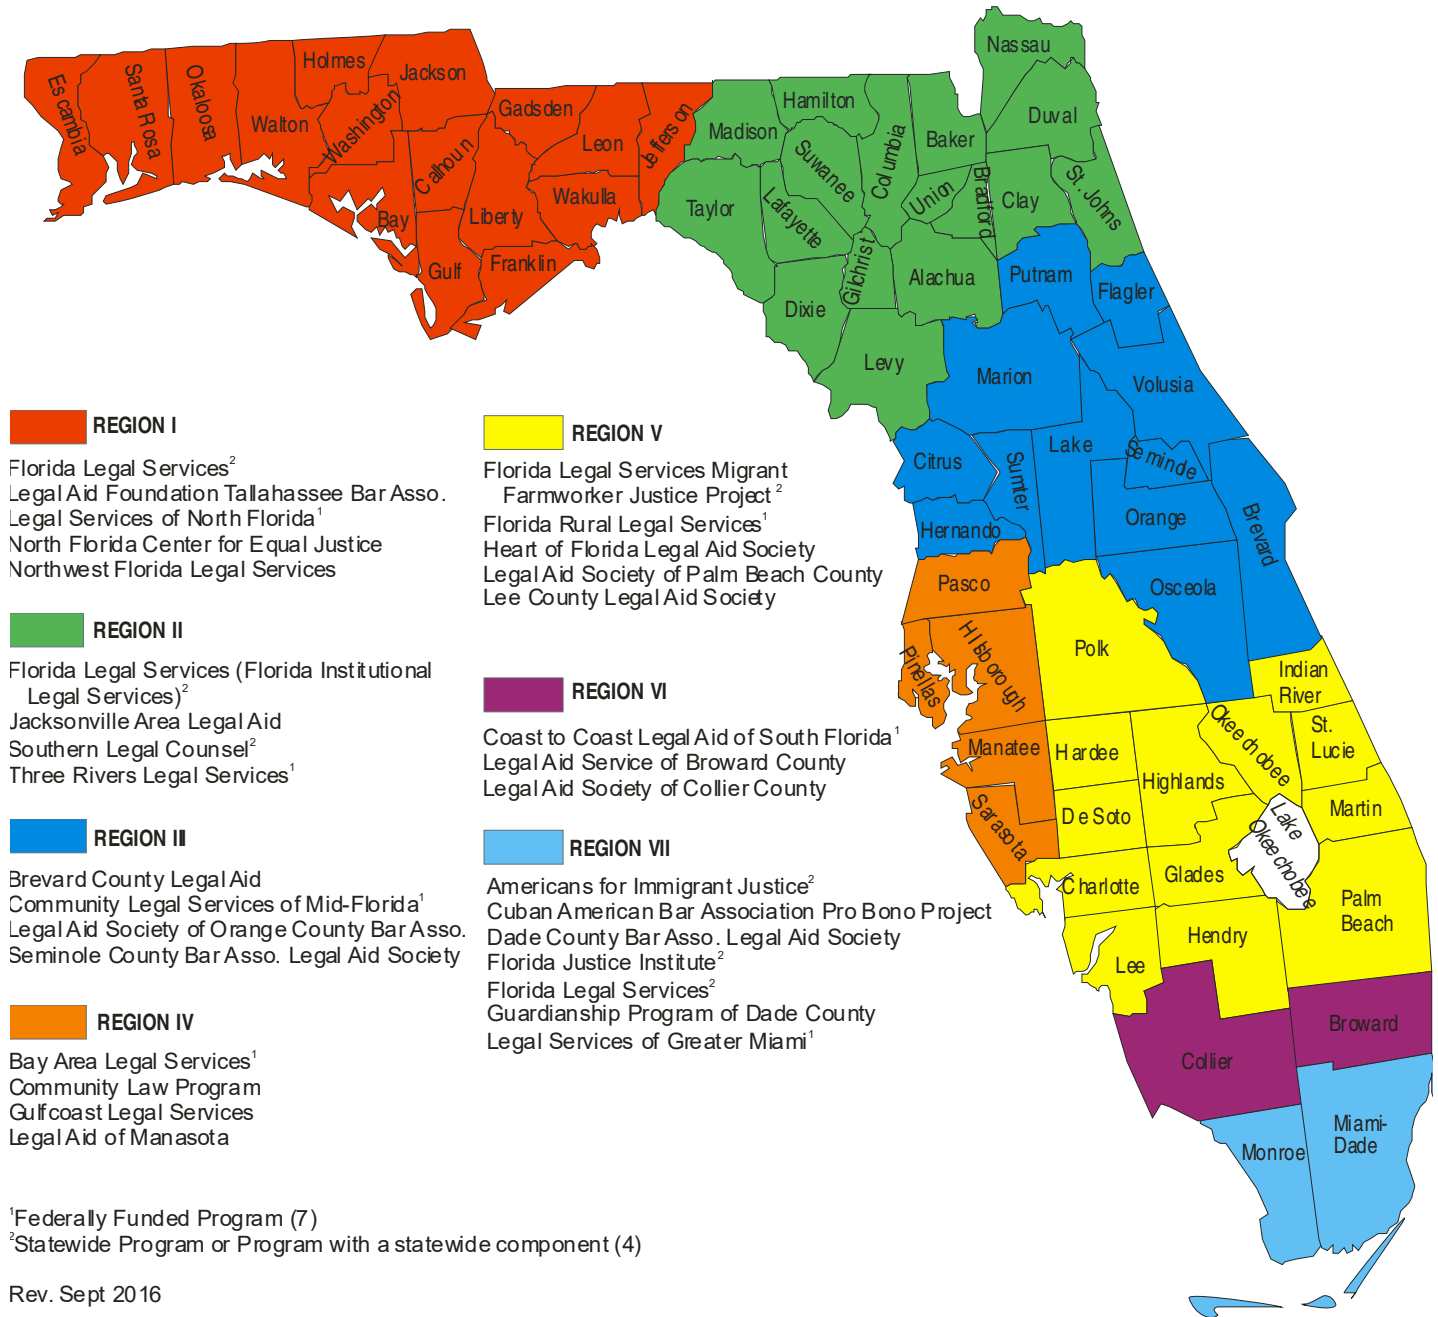 Nassau
Holmes
Jackson
Escambia
Santa Rosa
Okaloosa
Walton
Washington
Gadsden
Leon
Jefferson
Madison
Hamilton
Columbia
Baker
Duval
Calhoun
Suwanee
Union
Bradford
Clay
St. Johns
Bay
Liberty
Wakulla
Taylor
Lafayette
Gulf
Franklin
Dixie
Gilchrist
Alachua
Putnam
Flagler
Levy
Marion
Volusia
Citrus
Sumter
Lake
Seminde
Hernando
Orange
Brevard
Pasco
Osceola
Pinellas
Hilsborough
Polk
Indian
River
Manatee
Hardee
Highlands
Okeechobee
St.
Lucie
Sarasota
De Soto
Lake
Okeechobee
Martin
Charlotte
Glades
Palm
Beach
Lee
Hendry
Collier
Broward
Monroe
Miami-
Dade
REGION I
Florida Legal Services²
Legal Aid Foundation Tallahassee Bar Asso.
Legal Services of North Florida¹
North Florida Center for Equal Justice
Northwest Florida Legal Services
REGION II
Florida Legal Services (Florida Institutional
Legal Services)²
Jacksonville Area Legal Aid
Southern Legal Counsel²
Three Rivers Legal Services¹
REGION III
Brevard County Legal Aid
Community Legal Services of Mid-Florida¹
Legal Aid Society of Orange County Bar Asso.
Seminole County Bar Asso. Legal Aid Society
REGION IV
Bay Area Legal Services¹
Community Law Program
Gulfcoast Legal Services
Legal Aid of Manasota
REGION V
Florida Legal Services Migrant
Farmworker Justice Project ²
Florida Rural Legal Services¹
Heart of Florida Legal Aid Society
Legal Aid Society of Palm Beach County
Lee County Legal Aid Society
REGION VI
Coast to Coast Legal Aid of South Florida¹
Legal Aid Service of Broward County
Legal Aid Society of Collier County
REGION VII
Americans for Immigrant Justice²
Cuban American Bar Association Pro Bono Project
Dade County Bar Asso. Legal Aid Society
Florida Justice Institute²
Florida Legal Services²
Guardianship Program of Dade County
Legal Services of Greater Miami¹
¹Federally Funded Program (7)
²Statewide Program or Program with a statewide component (4)
Rev. Sept 2016